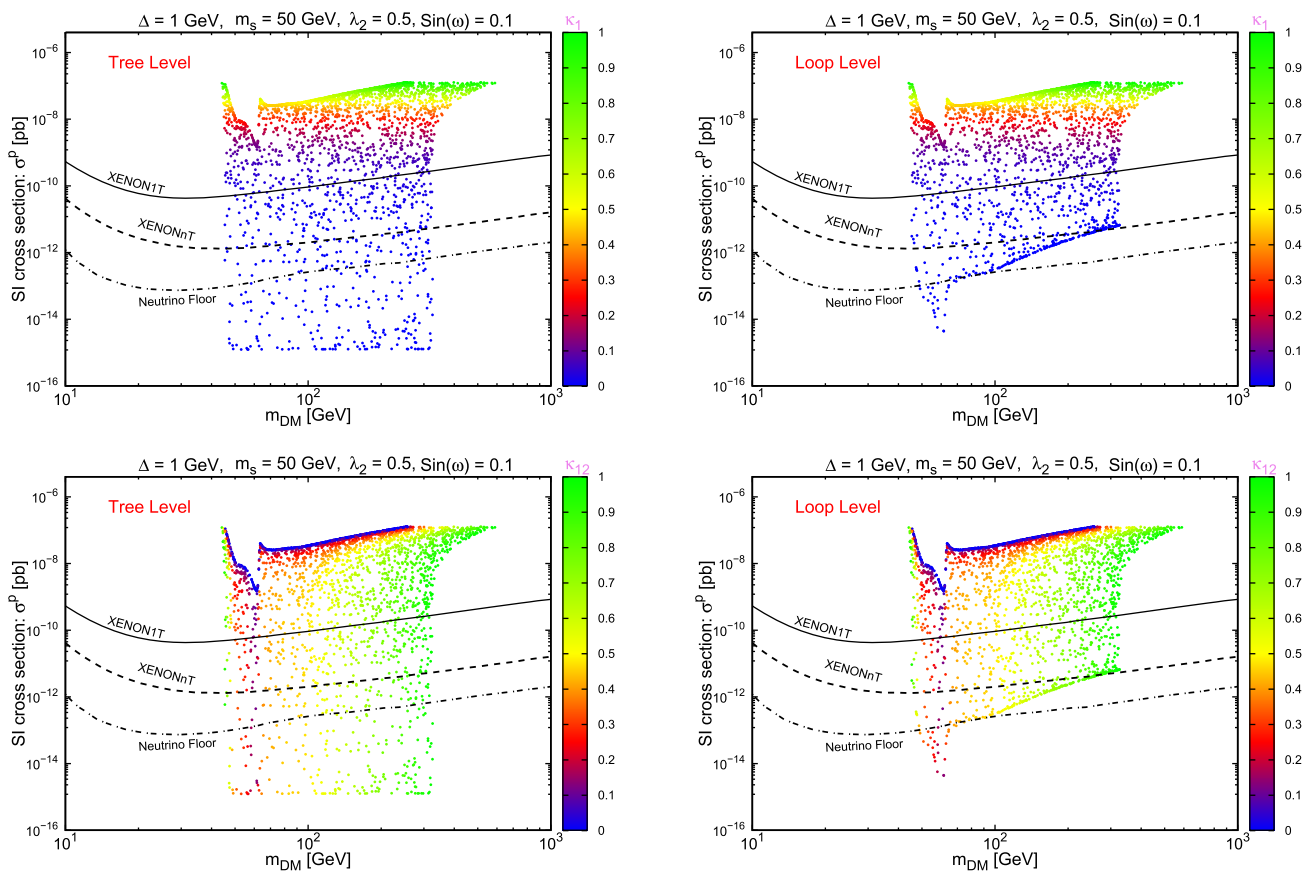 Δ = 1 GeV, m_s = 50 GeV, λ_2 = 0.5, Sin(ω) = 0.1
κ_1
Tree Level
SI cross section: σ^p [pb]
10^-6
10^-8
10^-10
10^-12
10^-14
10^-16
XENON1T
XENONnT
Neutrino Floor
10^1
10^2
10^3
m_DM [GeV]
1
0.9
0.8
0.7
0.6
0.5
0.4
0.3
0.2
0.1
0
Δ = 1 GeV, m_s = 50 GeV, λ_2 = 0.5, Sin(ω) = 0.1
κ_1
Loop Level
SI cross section: σ^p [pb]
10^-6
10^-8
10^-10
10^-12
10^-14
10^-16
XENON1T
XENONnT
Neutrino Floor
10^1
10^2
10^3
m_DM [GeV]
1
0.9
0.8
0.7
0.6
0.5
0.4
0.3
0.2
0.1
0
Δ = 1 GeV, m_s = 50 GeV, λ_2 = 0.5, Sin(ω) = 0.1
κ_12
Tree Level
SI cross section: σ^p [pb]
10^-6
10^-8
10^-10
10^-12
10^-14
10^-16
XENON1T
XENONnT
Neutrino Floor
10^1
10^2
10^3
m_DM [GeV]
1
0.9
0.8
0.7
0.6
0.5
0.4
0.3
0.2
0.1
0
Δ = 1 GeV, m_s = 50 GeV, λ_2 = 0.5, Sin(ω) = 0.1
κ_12
Loop Level
SI cross section: σ^p [pb]
10^-6
10^-8
10^-10
10^-12
10^-14
10^-16
XENON1T
XENONnT
Neutrino Floor
10^1
10^2
10^3
m_DM [GeV]
1
0.9
0.8
0.7
0.6
0.5
0.4
0.3
0.2
0.1
0